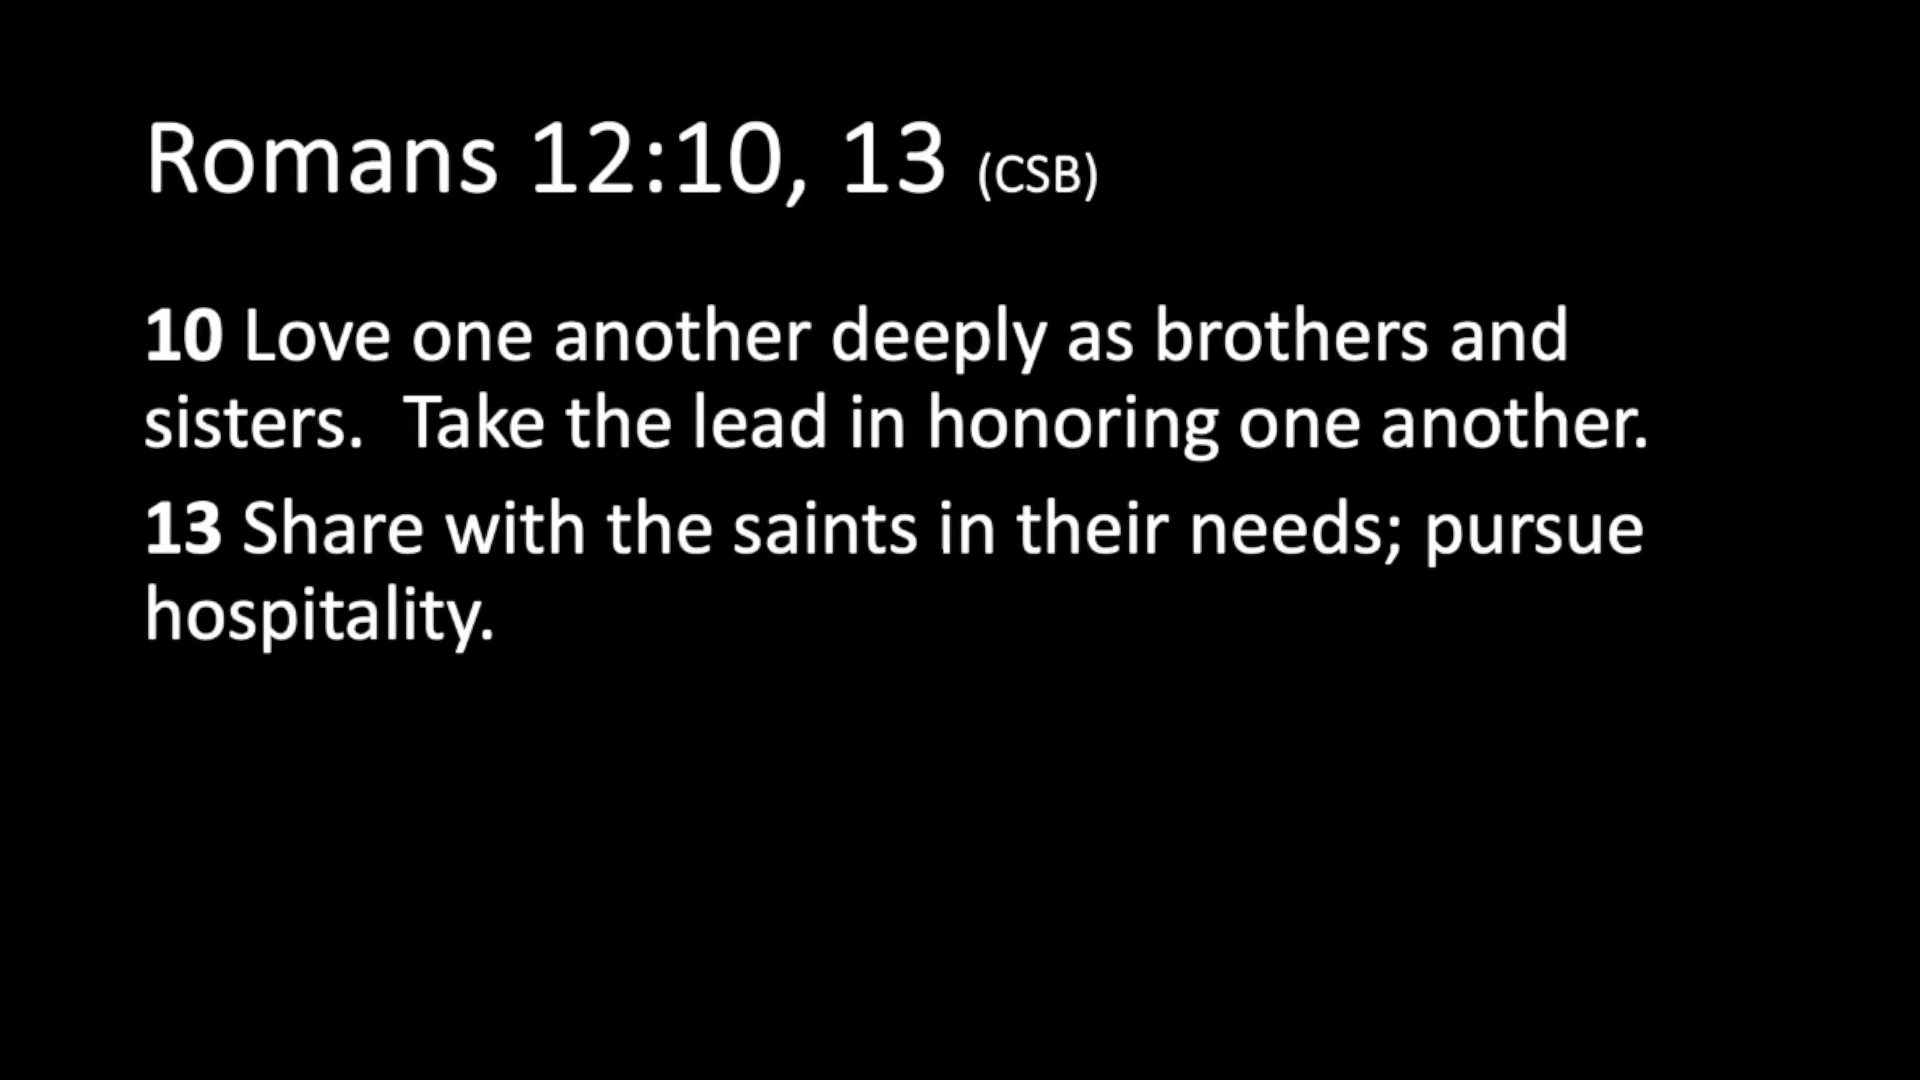 Romans 12:10, 13 (CSB)
10 Love one another deeply as brothers and
sisters.  Take the lead in honoring one another.
13 Share with the saints in their needs; pursue
hospitality.